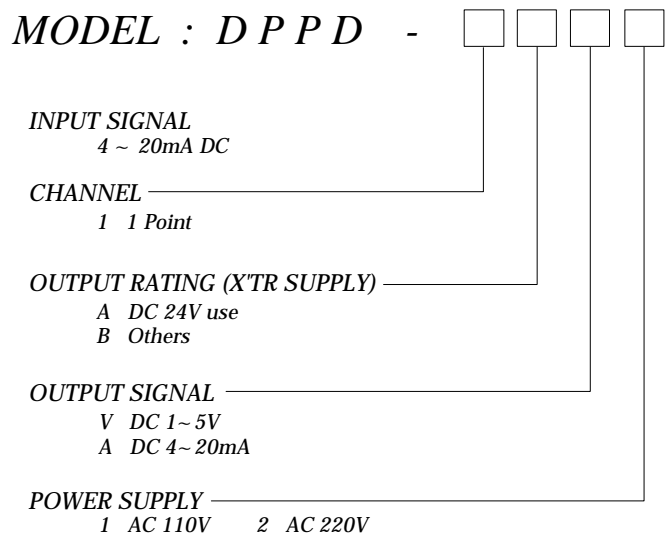 MODEL : D P P D -
INPUT SIGNAL
4 ~ 20mA DC
CHANNEL
1 1 Point
OUTPUT RATING (X'TR SUPPLY)
A DC 24V use
B Others
OUTPUT SIGNAL
V DC 1~5V
A DC 4~20mA
POWER SUPPLY
1 AC 110V 2 AC 220V